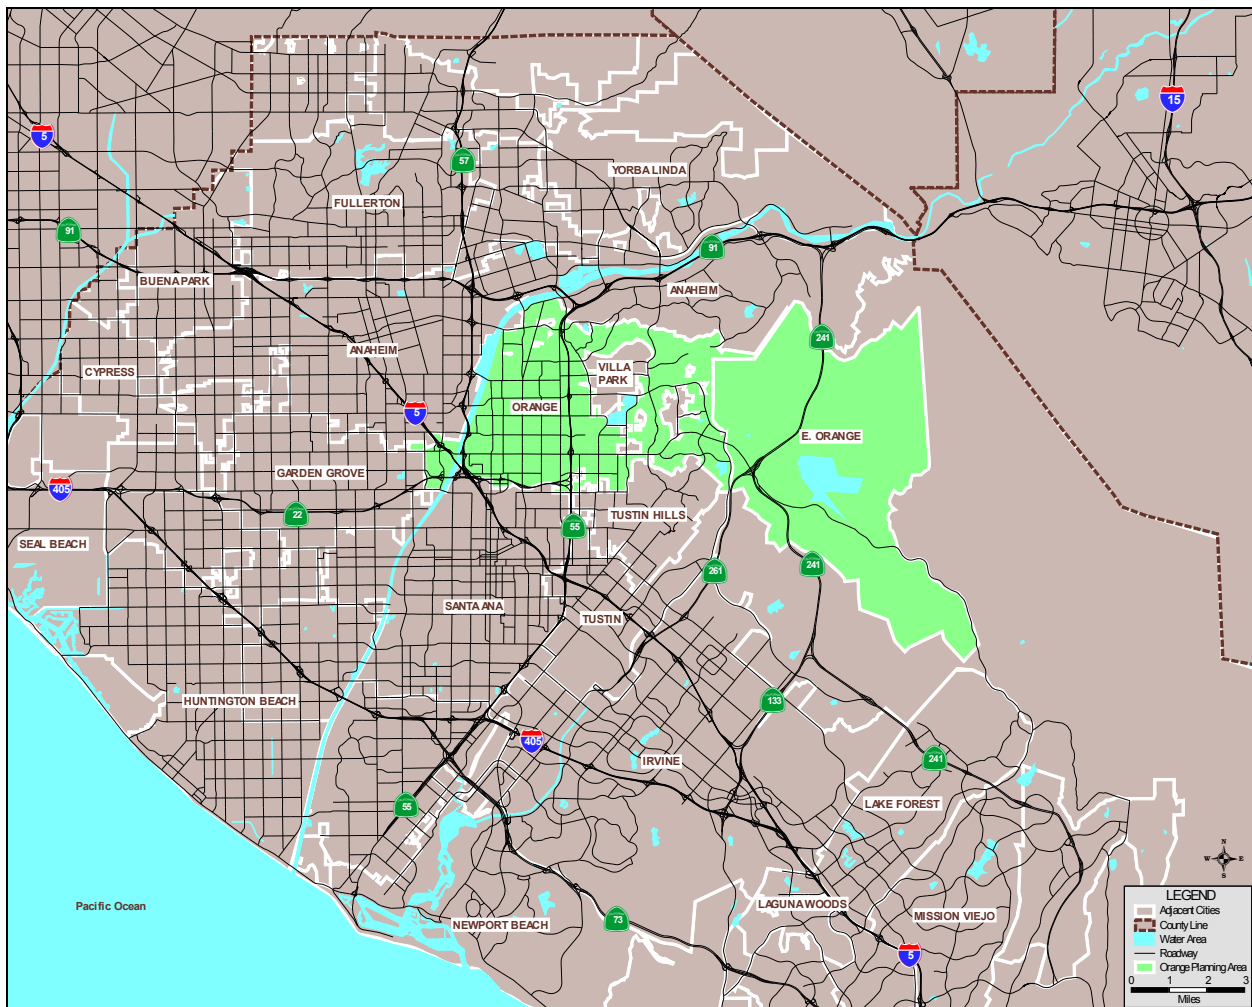 15
5
57
YORBA LINDA
FULLERTON
91
91
BUENA PARK
ANAHEIM
241
ANAHEIM
VILLA
PARK
CYPRESS
ORANGE
5
E. ORANGE
GARDEN GROVE
405
22
TUSTIN HILLS
55
SEAL BEACH
261
241
SANTA ANA
TUSTIN
HUNTINGTON BEACH
133
405
IRVINE
241
55
LAKE FOREST
N
W E
S
LAGUNA WOODS
Pacific Ocean
MISSION VIEJO
NEWPORT BEACH
73
5
LEGEND
Adjacent Cities
County Line
Water Area
Roadway
Orange Planning Area
0 1 2 3
Miles